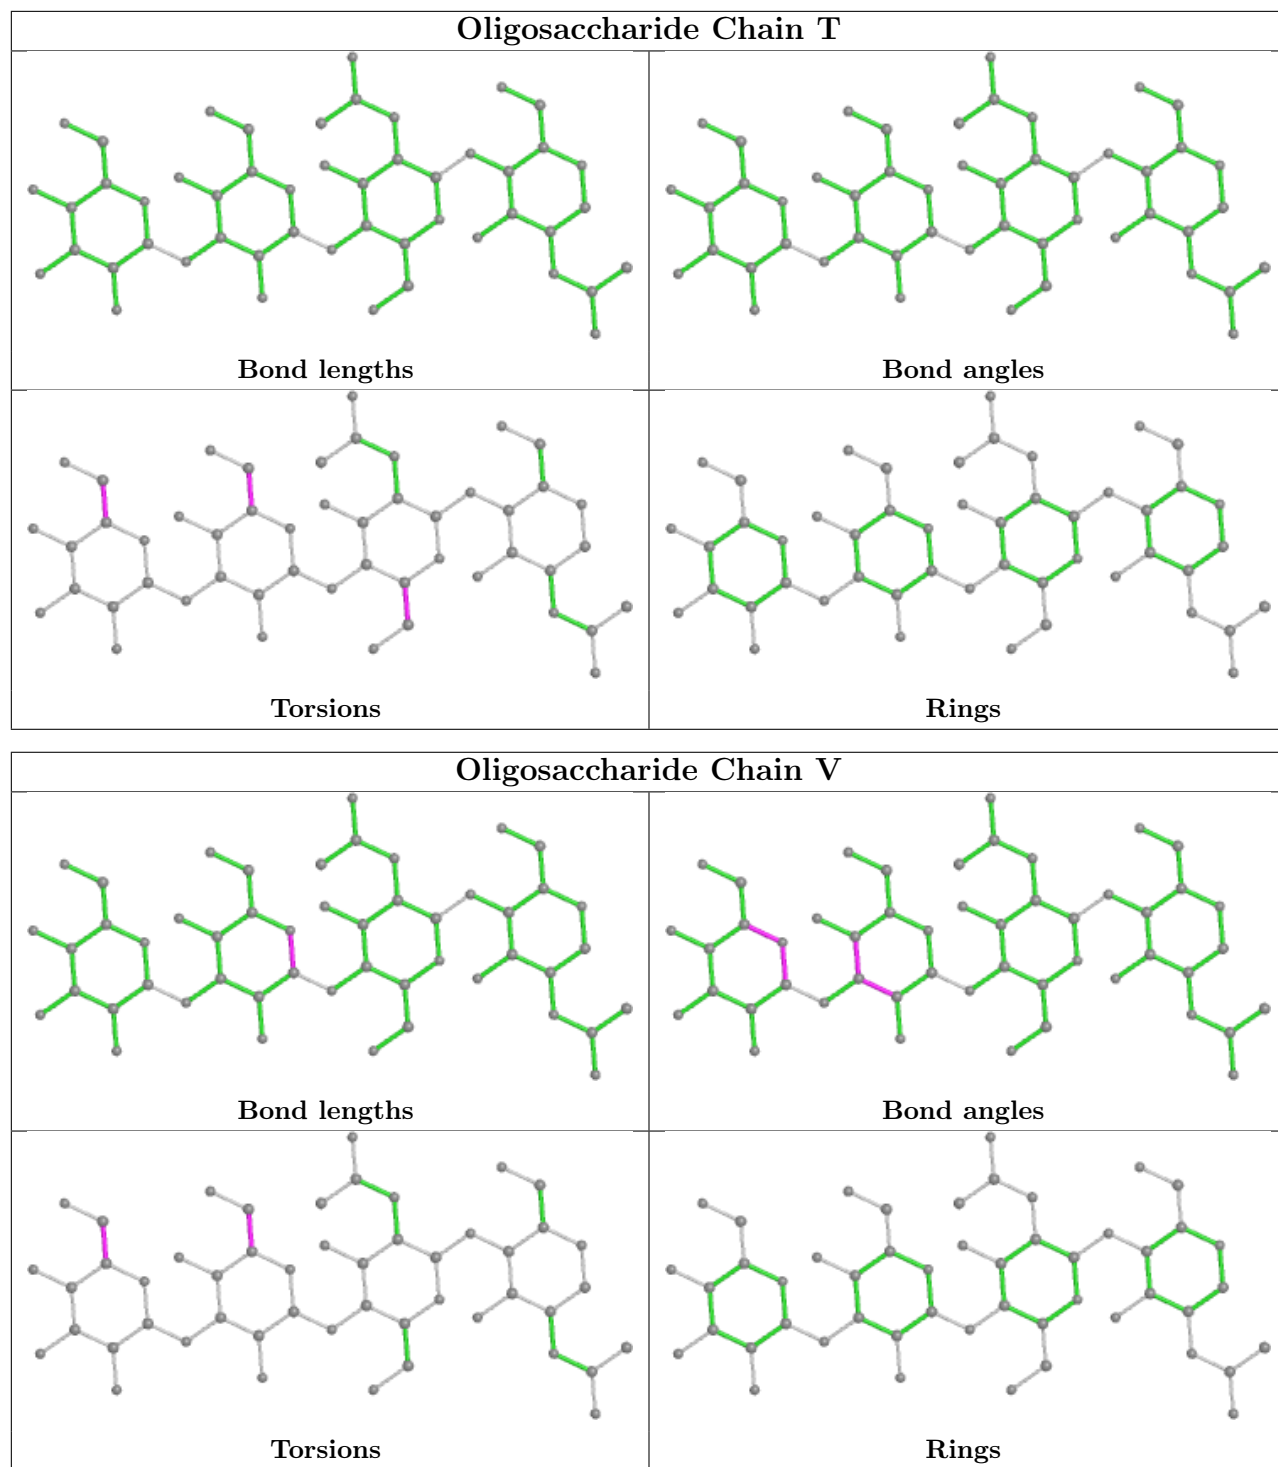 Oligosaccharide Chain T
Bond lengths
Bond angles
Torsions
Rings
Oligosaccharide Chain V
Bond lengths
Bond angles
Torsions
Rings